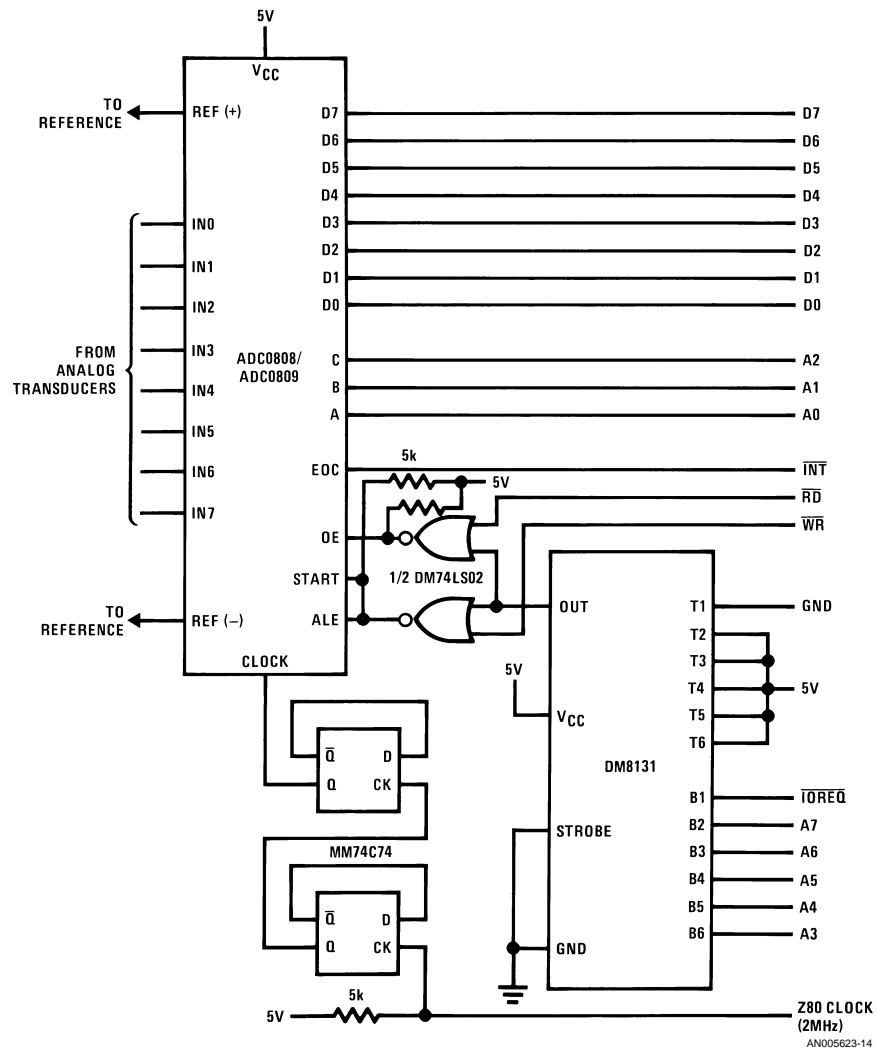 5V
VCC
TO
REFERENCE
REF (+)
D7
D7
D6
D6
D5
D5
D4
D4
IN0
D3
D3
D2
D2
IN1
D1
D1
IN2
D0
D0
FROM
ANALOG
TRANSDUCERS
IN3
ADC0808/
ADC0809
C
A2
IN4
B
A1
A
A0
IN5
5k
IN6
EOC
5V
INT
RD
IN7
WR
OE
START
1/2 DM74LS02
TO
REFERENCE
REF (−)
ALE
CLOCK
OUT
T1
GND
T2
T3
5V
T4
5V
VCC
T5
T6
DM8131
Q
D
Q
CK
B1
IOREQ
STROBE
B2
A7
MM74C74
B3
A6
B4
A5
Q
D
B5
A4
Q
CK
GND
B6
A3
5V
5k
Z80 CLOCK
(2MHz)
AN005623-14